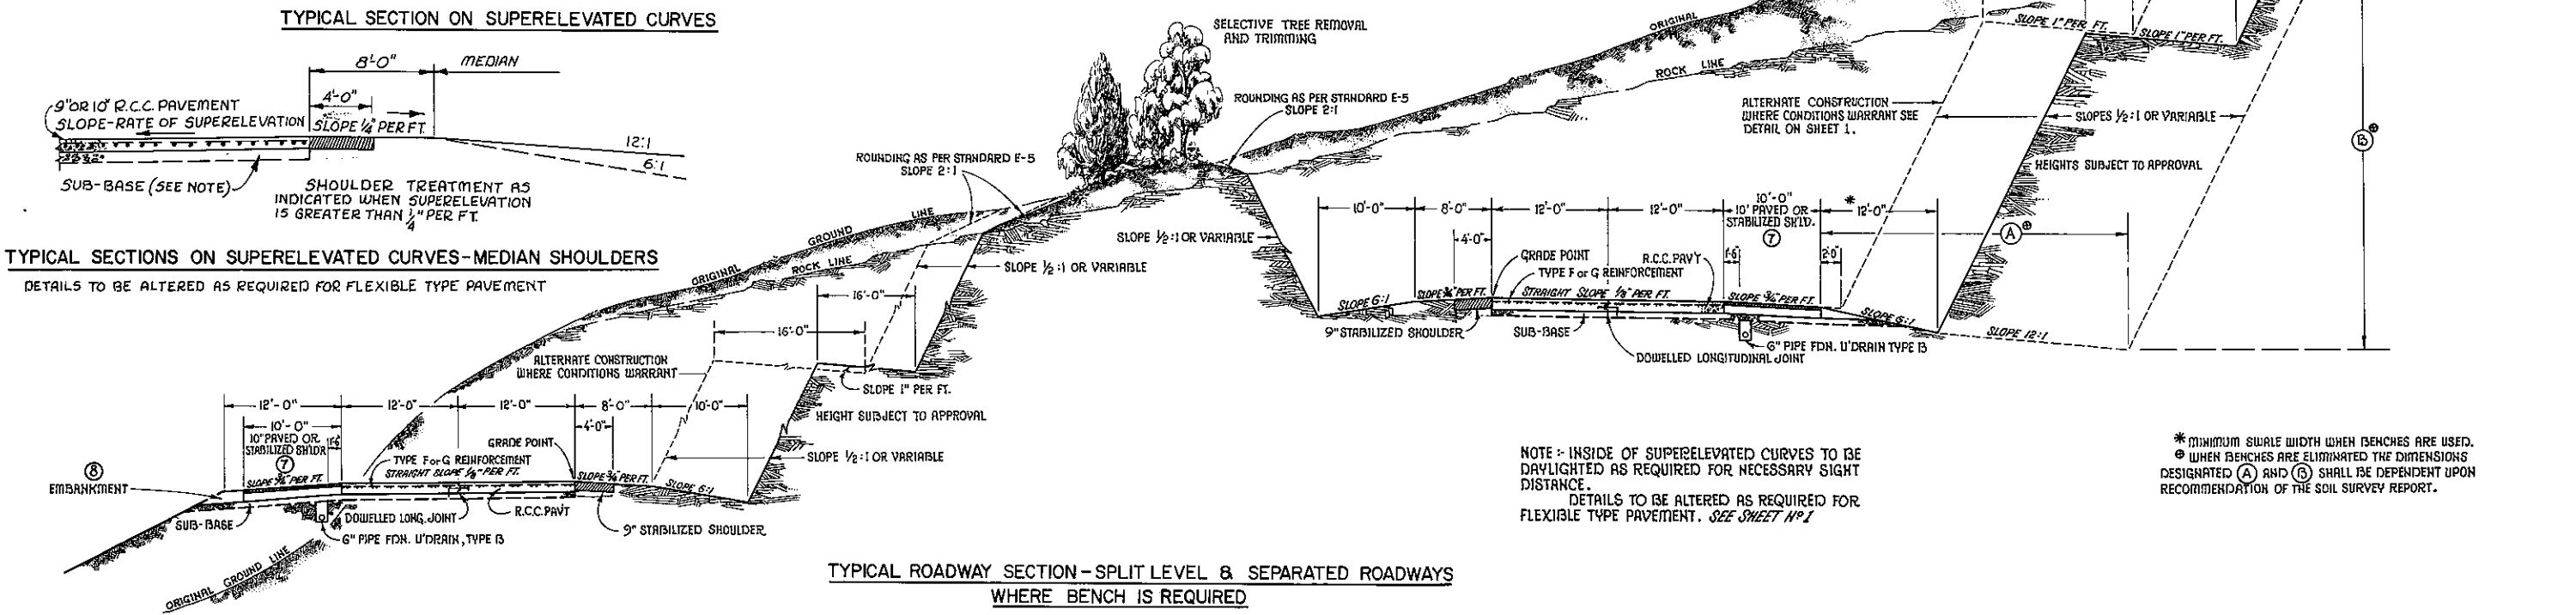 TYPICAL SECTION ON SUPERELEVATED CURVES
8'-0"
MEDIAN
4'-0"
9" OR 10" R.C.C. PAVEMENT
SLOPE-RATE OF SUPERELEVATION
SLOPE 1/4" PER FT.
12:1
6:1
SUB-BASE (SEE NOTE)
SHOULDER TREATMENT AS
INDICATED WHEN SUPERELEVATION
IS GREATER THAN 1/4" PER FT.
TYPICAL SECTIONS ON SUPERELEVATED CURVES-MEDIAN SHOULDERS
DETAILS TO BE ALTERED AS REQUIRED FOR FLEXIBLE TYPE PAVEMENT
SELECTIVE TREE REMOVAL
AND TRIMMING
ROUNDING AS PER STANDARD E-5
SLOPE 2:1
ROUNDING AS PER STANDARD E-5
SLOPE 2:1
ORIGINAL
ROCK LINE
SLOPE 1" PER FT.
SLOPE 1" PER FT.
ALTERNATE CONSTRUCTION
WHERE CONDITIONS WARRANT SEE
DETAIL ON SHEET 1.
SLOPES 1/2:1 OR VARIABLE
HEIGHTS SUBJECT TO APPROVAL
B ⊕
ORIGINAL GROUND LINE
ROCK LINE
SLOPE 1/2:1 OR VARIABLE
SLOPE 1/2:1 OR VARIABLE
10'-0"
8'-0"
12'-0"
12'-0"
10'-0"
10' PAVED OR
STABILIZED SH'LD.
7
*
12'-0"
A ⊕
4'-0"
1'-6"
2'-0"
GRADE POINT
R.C.C. PAV'T
TYPE F or G REINFORCEMENT
SLOPE 6:1
SLOPE 3/4" PER FT.
STRAIGHT SLOPE 1/8" PER FT.
SLOPE 3/4" PER FT.
SLOPE 6:1
SLOPE 12:1
9" STABILIZED SHOULDER
SUB-BASE
6" PIPE FDN. U'DRAIN TYPE B
DOWELLED LONGITUDINAL JOINT
16'-0"
16'-0"
ALTERNATE CONSTRUCTION
WHERE CONDITIONS WARRANT
SLOPE 1" PER FT.
HEIGHT SUBJECT TO APPROVAL
SLOPE 1/2:1 OR VARIABLE
12'-0"
12'-0"
12'-0"
8'-0"
10'-0"
10'-0"
10" PAVED OR
STABILIZED SH'LDR
7
1'-6"
4'-0"
GRADE POINT
TYPE F or G REINFORCEMENT
SLOPE 3/4" PER FT.
STRAIGHT SLOPE 1/8" PER FT.
SLOPE 3/4" PER FT.
SLOPE 6:1
8
EMBANKMENT
SUB-BASE
DOWELLED LONG. JOINT
R.C.C. PAV'T
9" STABILIZED SHOULDER
6" PIPE FDN. U'DRAIN, TYPE B
ORIGINAL GROUND LINE
NOTE:- INSIDE OF SUPERELEVATED CURVES TO BE
DAYLIGHTED AS REQUIRED FOR NECESSARY SIGHT
DISTANCE.
DETAILS TO BE ALTERED AS REQUIRED FOR
FLEXIBLE TYPE PAVEMENT. SEE SHEET Nº 1
* MINIMUM SWALE WIDTH WHEN BENCHES ARE USED.
⊕ WHEN BENCHES ARE ELIMINATED THE DIMENSIONS
DESIGNATED A AND B SHALL BE DEPENDENT UPON
RECOMMENDATION OF THE SOIL SURVEY REPORT.
TYPICAL ROADWAY SECTION-SPLIT LEVEL & SEPARATED ROADWAYS
WHERE BENCH IS REQUIRED